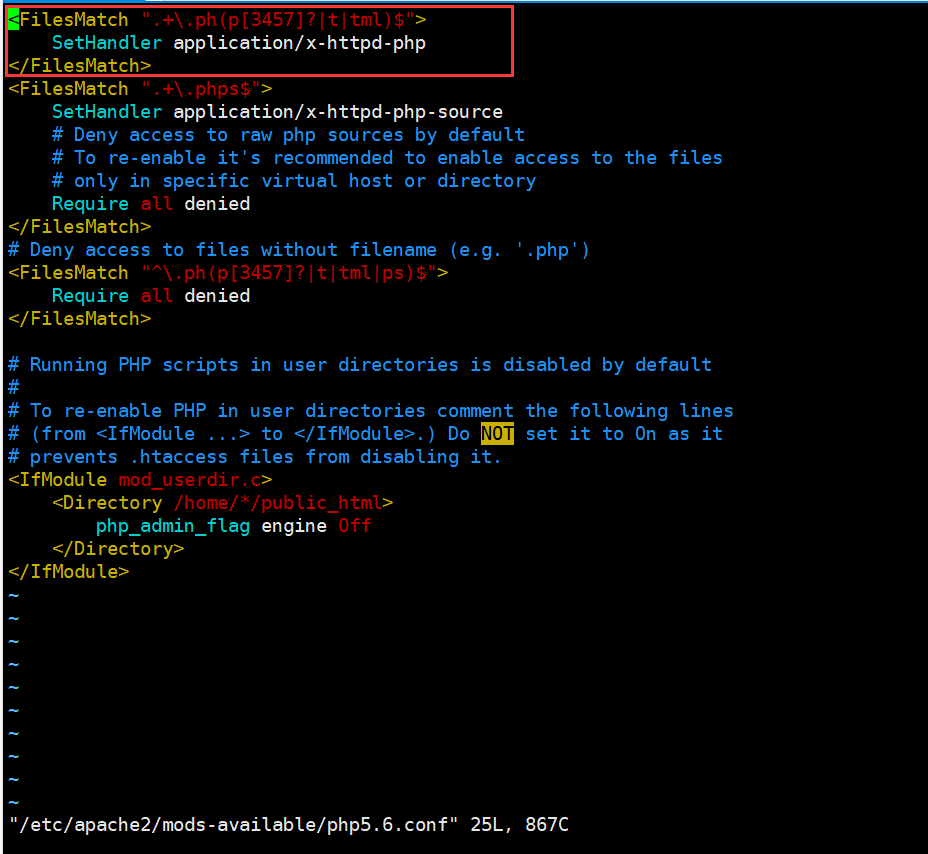 <FilesMatch ".+\.ph(p[3457]?|t|tml)$">
    SetHandler application/x-httpd-php
</FilesMatch>
<FilesMatch ".+\.phps$">
    SetHandler application/x-httpd-php-source
    # Deny access to raw php sources by default
    # To re-enable it's recommended to enable access to the files
    # only in specific virtual host or directory
    Require all denied
</FilesMatch>
# Deny access to files without filename (e.g. '.php')
<FilesMatch "^\.ph(p[3457]?|t|tml|ps)$">
    Require all denied
</FilesMatch>

# Running PHP scripts in user directories is disabled by default
#
# To re-enable PHP in user directories comment the following lines
# (from <IfModule ...> to </IfModule>.) Do NOT set it to On as it
# prevents .htaccess files from disabling it.
<IfModule mod_userdir.c>
    <Directory /home/*/public_html>
        php_admin_flag engine Off
    </Directory>
</IfModule>
~
~
~
~
~
~
~
~
~
~
"/etc/apache2/mods-available/php5.6.conf" 25L, 867C